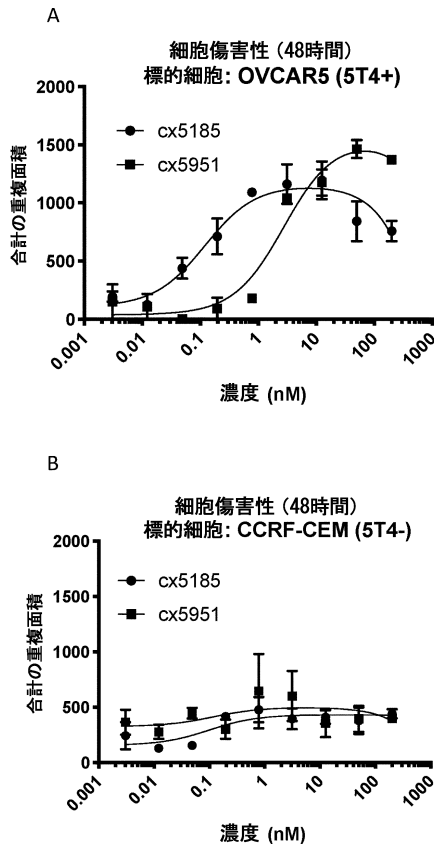 A
細胞傷害性（48時間）
標的細胞: OVCAR5 (5T4+)
cx5185
cx5951
合計の重複面積
2000
1500
1000
500
0
0.001 0.01 0.1 1 10 100 1000
濃度 (nM)
B
細胞傷害性（48時間）
標的細胞: CCRF-CEM (5T4-)
cx5185
cx5951
合計の重複面積
2000
1500
1000
500
0
0.001 0.01 0.1 1 10 100 1000
濃度 (nM)